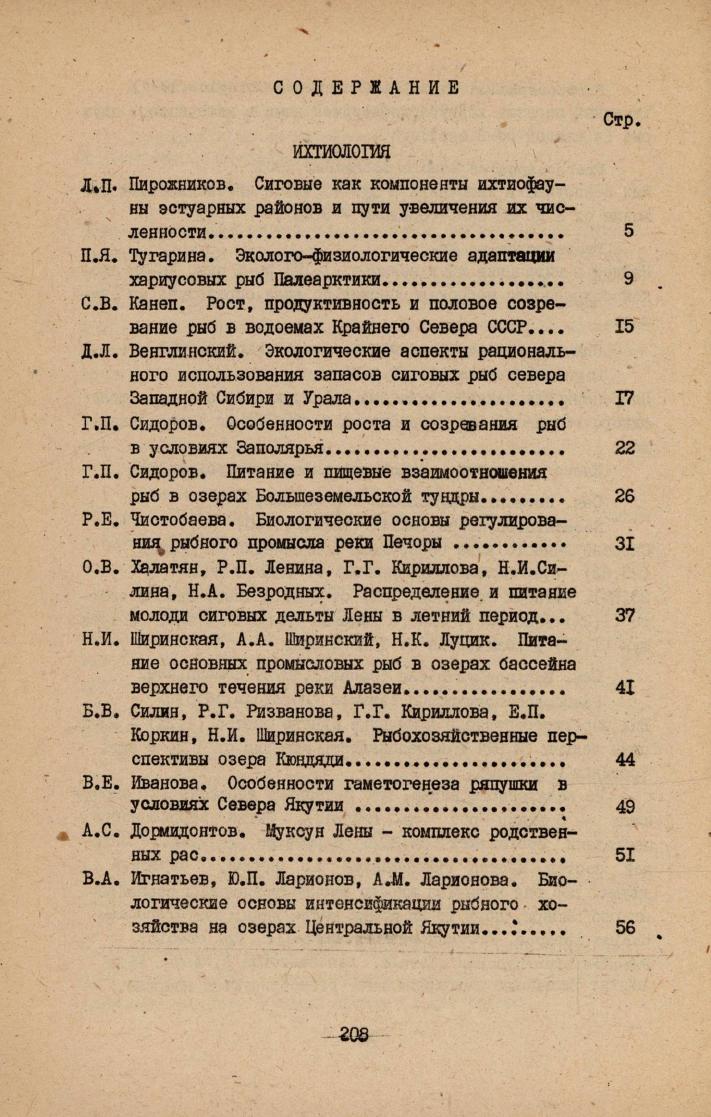 СОДЕРЖАНИЕ
Стр.
ИХТИОЛОГИЯ
Л.П. Пирожников. Сиговые как компоненты ихтиофау-
ны эстуарных районов и пути увеличения их чис-
ленности..................................... 5
П.Я. Тугарина. Эколого-физиологические адаптации
хариусовых рыб Палеарктики................... 9
С.В. Канеп. Рост, продуктивность и половое созре-
вание рыб в водоемах Крайнего Севера СССР.... 15
Д.Л. Венглинский. Экологические аспекты рациональ-
ного использования запасов сиговых рыб севера
Западной Сибири и Урала...................... 17
Г.П. Сидоров. Особенности роста и созревания рыб
в условиях Заполярья......................... 22
Г.П. Сидоров. Питание и пищевые взаимоотношения
рыб в озерах Большеземельской тундры......... 26
Р.Е. Чистобаева. Биологические основы регулирова-
ния рыбного промысла реки Печоры ............ 31
О.В. Халатян, Р.П. Ленина, Г.Г. Кириллова, Н.И.Си-
лина, Н.А. Безродных. Распределение и питание
молоди сиговых дельты Лены в летний период... 37
Н.И. Ширинская, А.А. Ширинский, Н.К. Луцик. Пита-
ние основных промысловых рыб в озерах бассейна
верхнего течения реки Алазеи................. 41
Б.В. Силин, Р.Г. Ризванова, Г.Г. Кириллова, Е.П.
Коркин, Н.И. Ширинская. Рыбохозяйственные пер-
спективы озера Кюндяди....................... 44
В.Е. Иванова. Особенности гаметогенеза ряпушки в
условиях Севера Якутии ...................... 49
А.С. Дормидонтов. Муксун Лены - комплекс родствен-
ных рас...................................... 51
В.А. Игнатьев, Ю.П. Ларионов, А.М. Ларионова. Био-
логические основы интенсификации рыбного хо-
зяйства на озерах Центральной Якутии......... 56
208